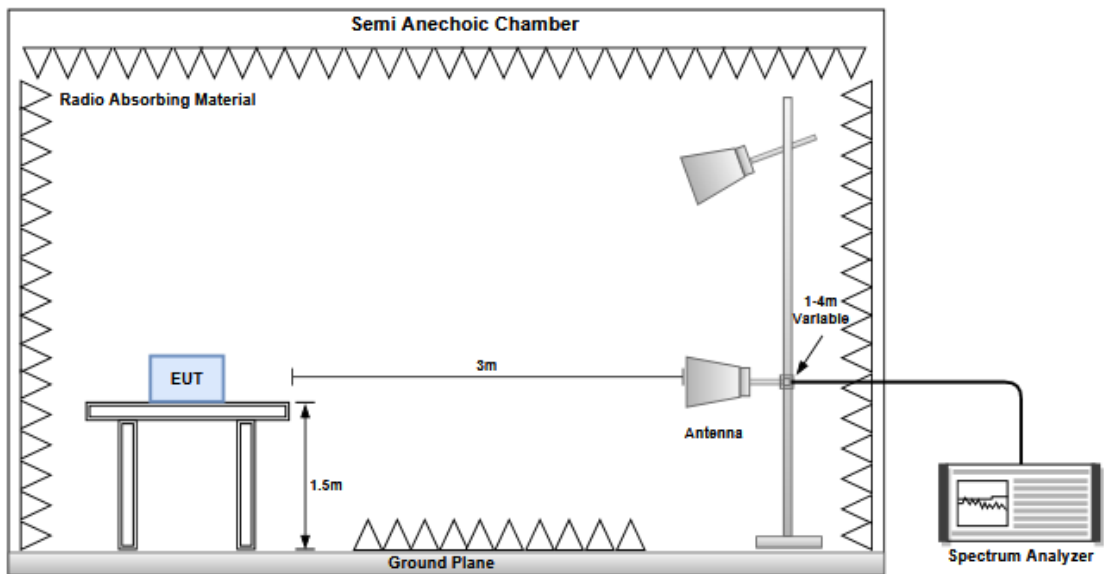 Semi Anechoic Chamber
Radio Absorbing Material
1-4m
Variable
3m
EUT
Antenna
1.5m
Ground Plane
Spectrum Analyzer